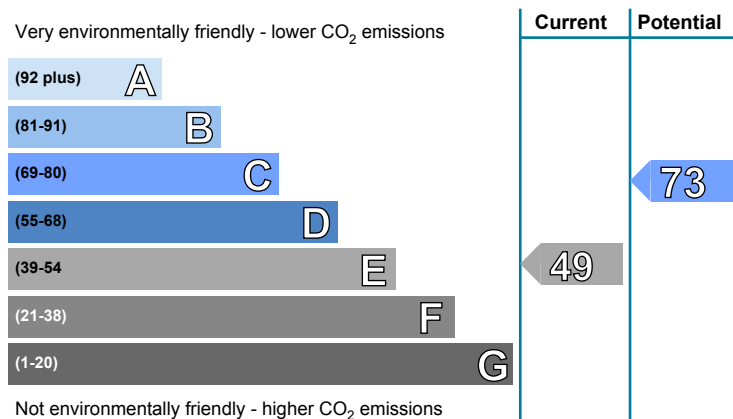 Current Potential
Very environmentally friendly - lower CO2 emissions
(92 plus) A
(81-91) B
(69-80) C
73
(55-68) D
(39-54 E
49
(21-38) F
(1-20) G
Not environmentally friendly - higher CO2 emissions